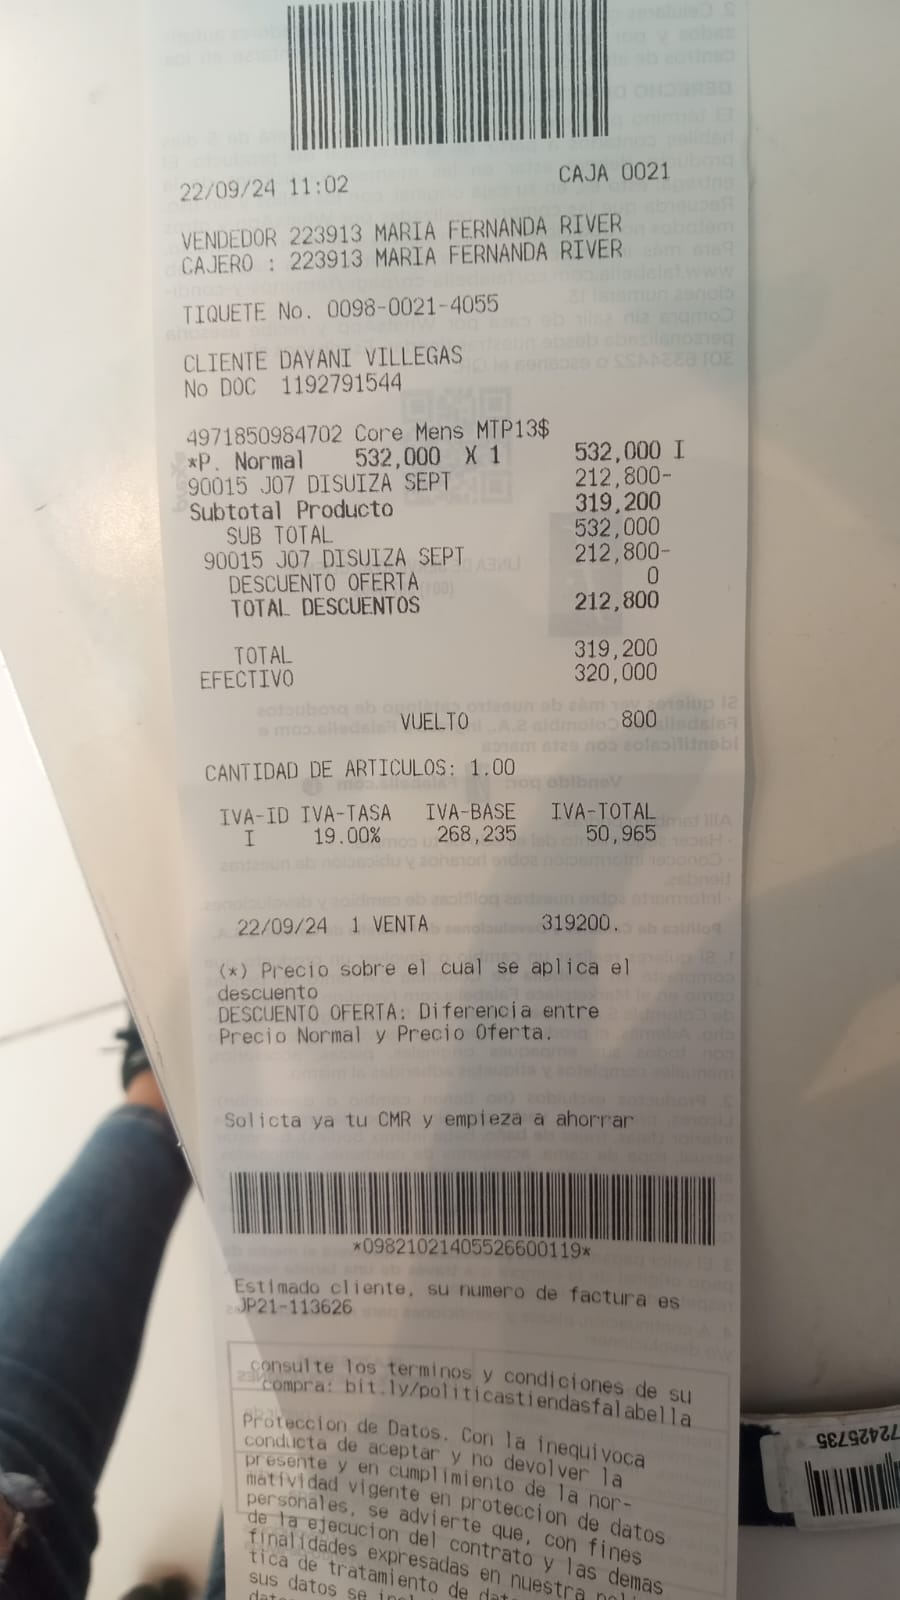 22/09/24 11:02 CAJA 0021
VENDEDOR 223913 MARIA FERNANDA RIVER
CAJERO : 223913 MARIA FERNANDA RIVER
TIQUETE No. 0098-0021-4055
CLIENTE DAYANI VILLEGAS
No DOC 1192791544
4971850984702 Core Mens MTP13$
*P. Normal 532,000 X 1 532,000 I
90015 J07 DISUIZA SEPT 212,800-
Subtotal Producto 319,200
SUB TOTAL 532,000
90015 J07 DISUIZA SEPT 212,800-
DESCUENTO OFERTA 0
TOTAL DESCUENTOS 212,800
TOTAL 319,200
EFECTIVO 320,000
VUELTO 800
CANTIDAD DE ARTICULOS: 1.00
IVA-ID IVA-TASA IVA-BASE IVA-TOTAL
I 19.00% 268,235 50,965
22/09/24 1 VENTA 319200.
(*) Precio sobre el cual se aplica el
descuento
DESCUENTO OFERTA: Diferencia entre
Precio Normal y Precio Oferta.
Solicta ya tu CMR y empieza a ahorrar
*09821021405526600119*
Estimado cliente, su numero de factura es
JP21-113626
consulte los terminos y condiciones de su
compra: bit.ly/politicastiendasfalabella
Proteccion de Datos. Con la inequivoca
conducta de aceptar y no devolver la
presente y en cumplimiento de la nor-
matividad vigente en proteccion de datos
personales, se advierte que, con fines
de la ejecucion del contrato y las demas
finalidades expresadas en nuestra
tica de tratamiento de
sus datos se
72425735